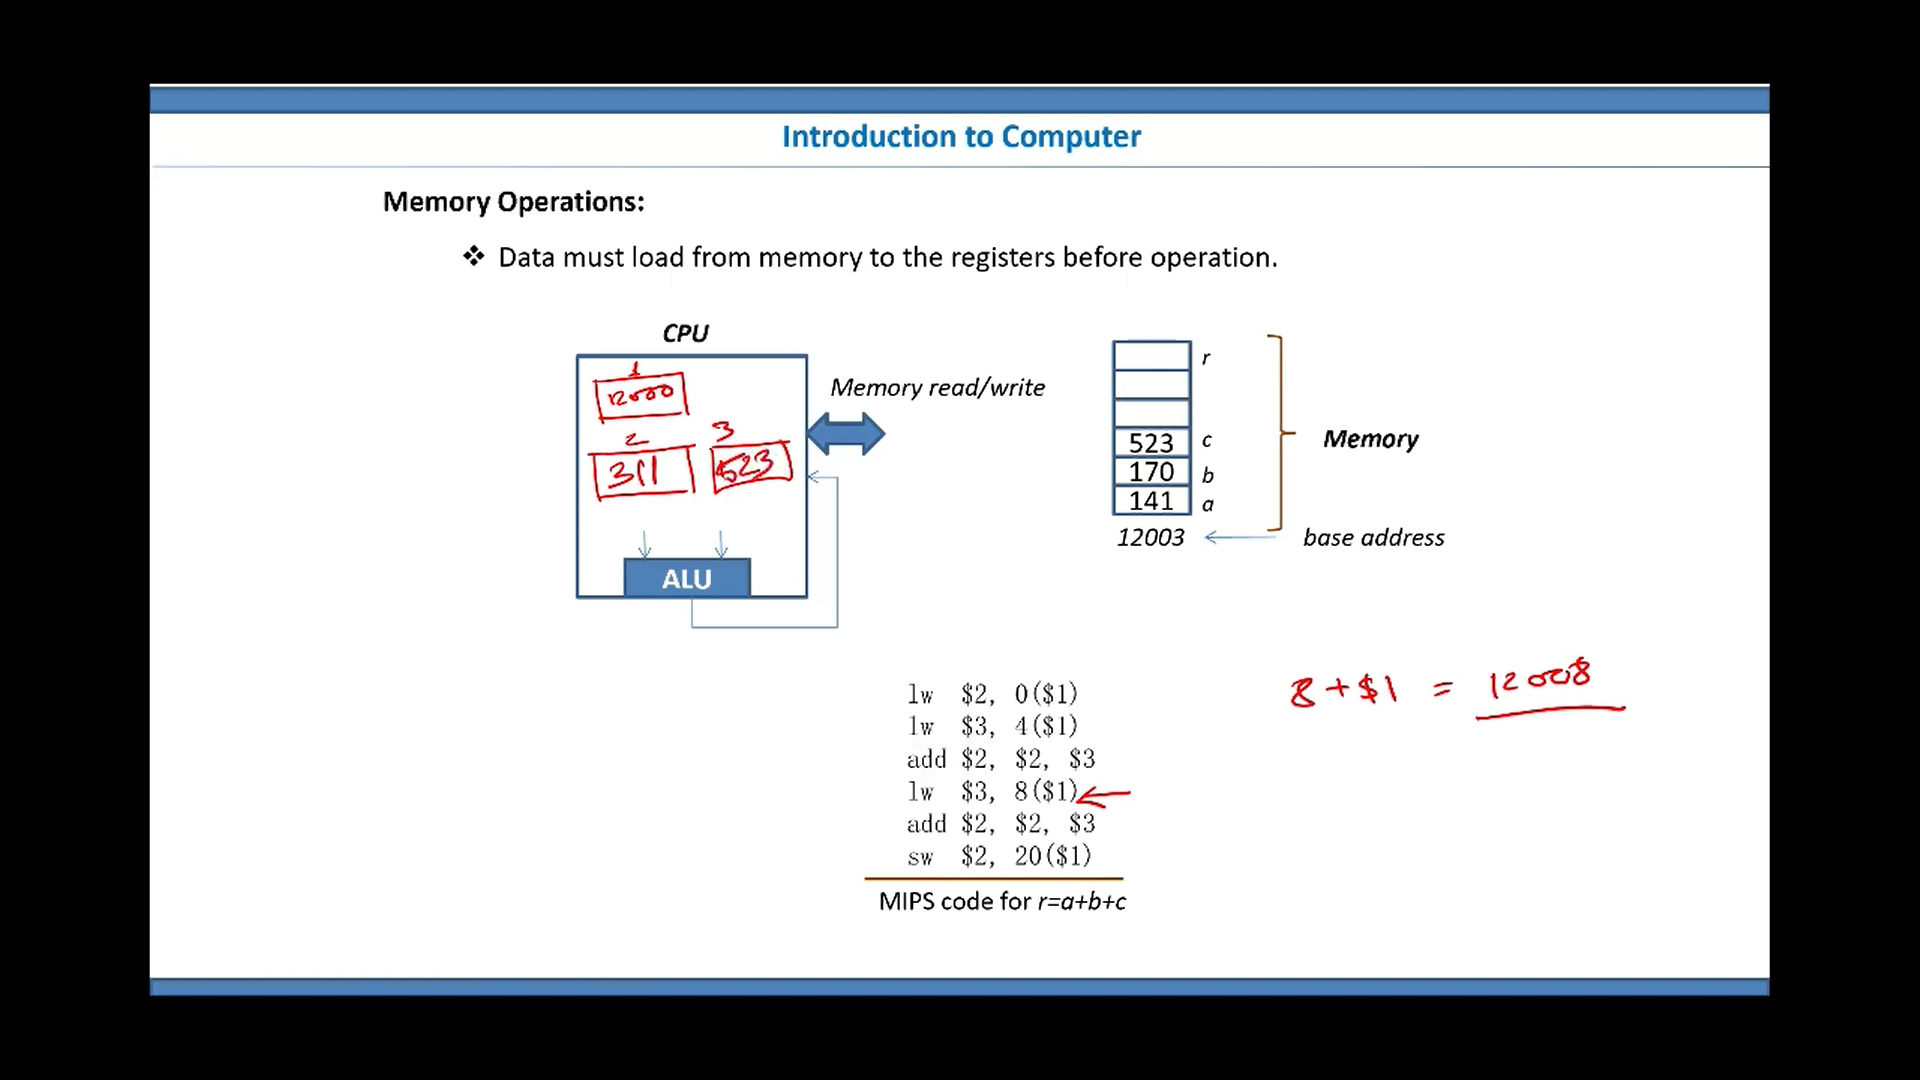 Introduction to Computer
Memory Operations:
❖ Data must load from memory to the registers before operation.
CPU
1
12000
2
3
311
523
ALU
Memory read/write
r
523 c
170 b
141 a
Memory
12003
base address
lw $2, 0($1)
lw $3, 4($1)
add $2, $2, $3
lw $3, 8($1)
add $2, $2, $3
sw $2, 20($1)
MIPS code for r=a+b+c
8 + $1 = 12008